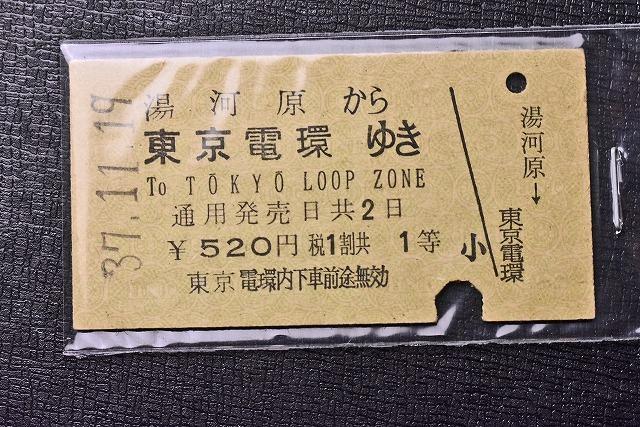 37.11.19
湯河原から
東京電環ゆき
To TŌKYŌ LOOP ZONE
通用発売日共2日
¥520円 税1割共 1等
東京電環内下車前途無効
小
湯河原→東京電環